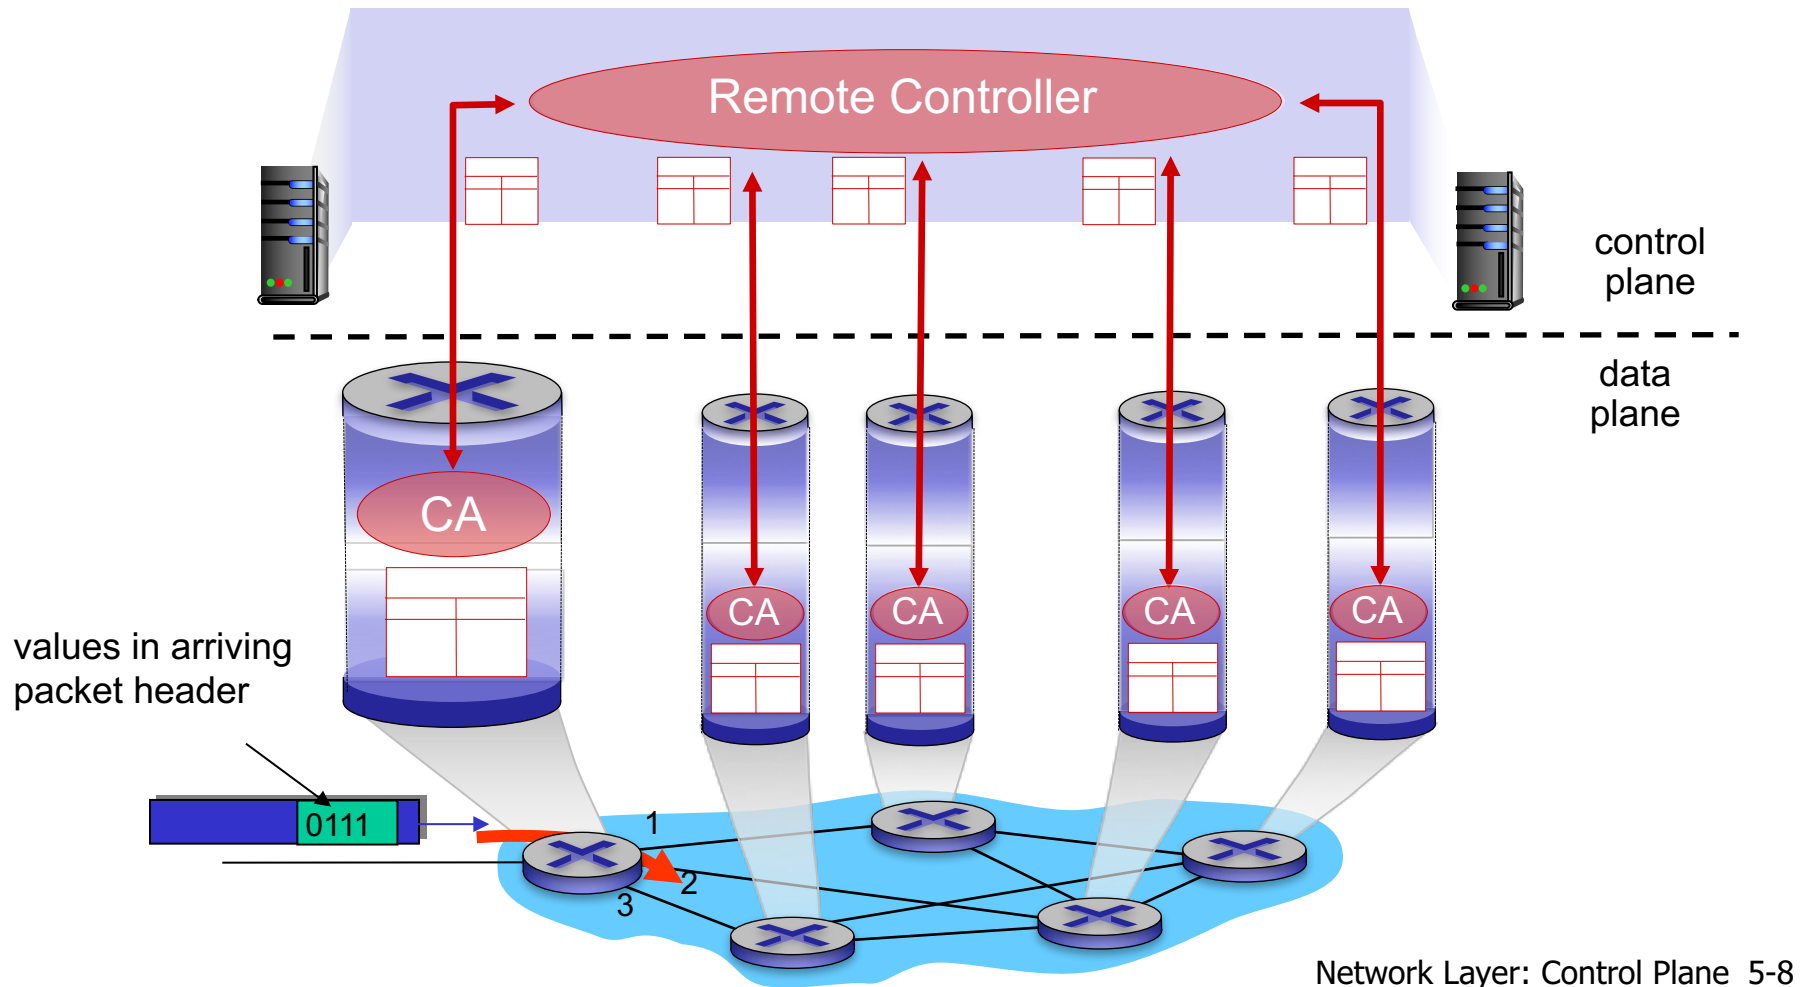 Remote Controller
control
plane
data
plane
CA
CA
CA
CA
CA
values in arriving
packet header
0111
1
2
3
Network Layer: Control Plane 5-8